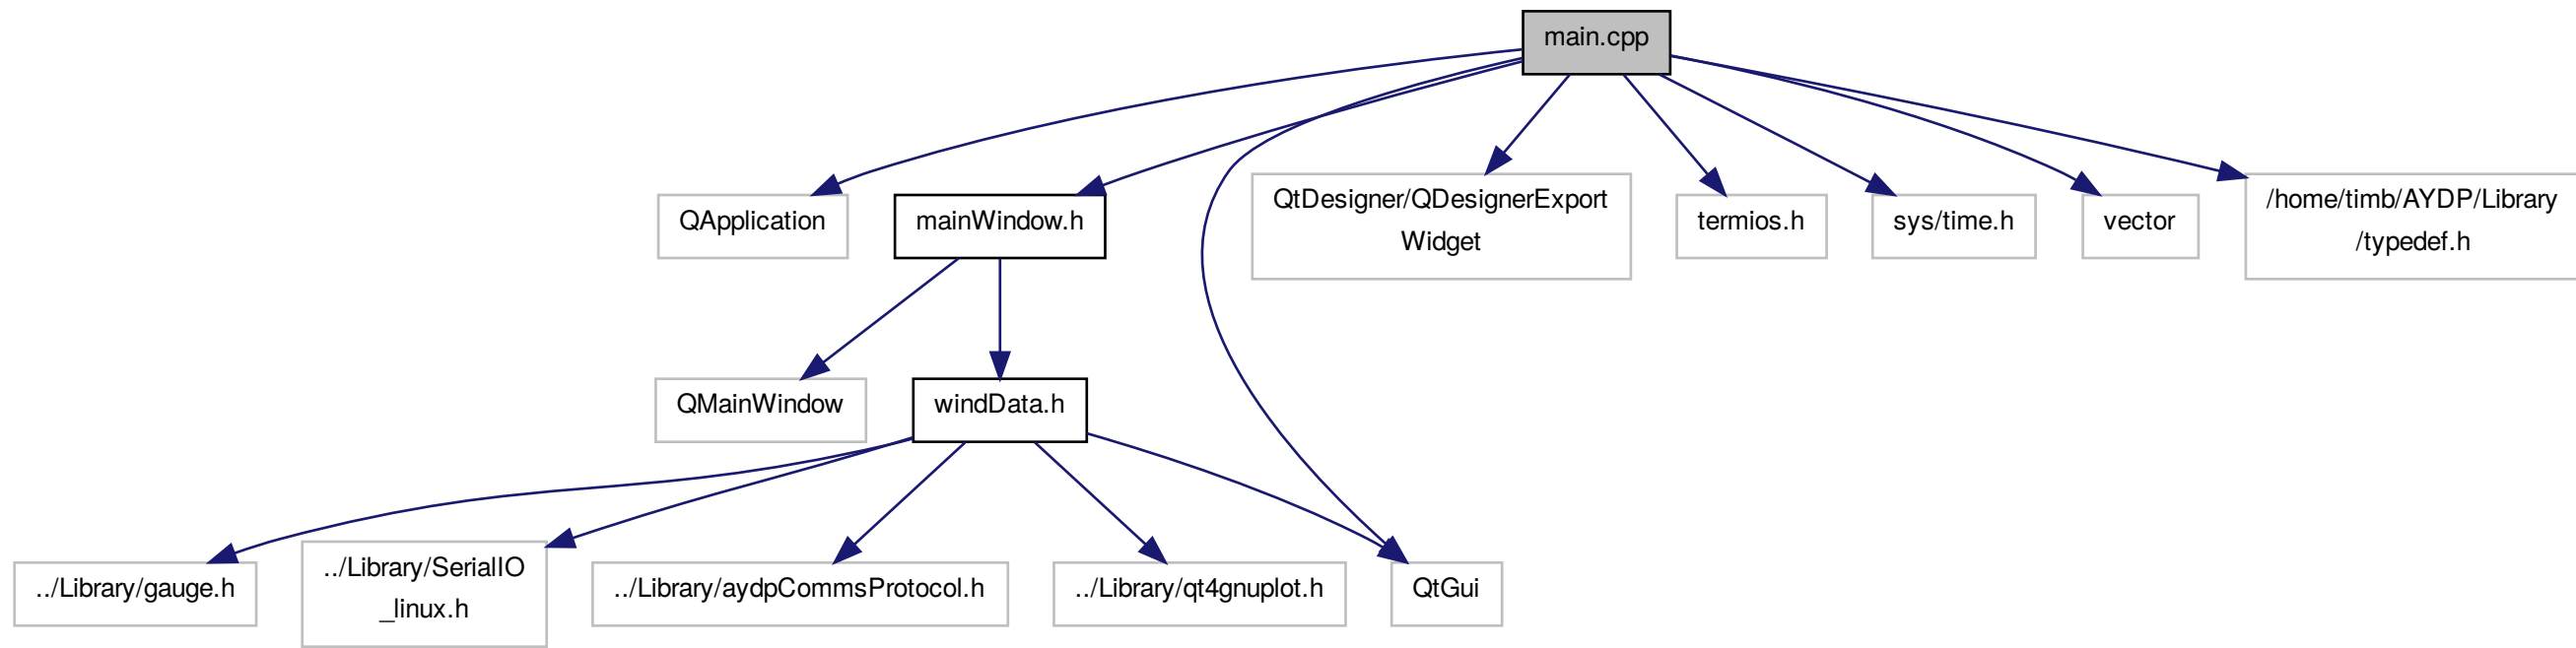 main.cpp
QApplication
mainWindow.h
QtDesigner/QDesignerExport
Widget
termios.h
sys/time.h
vector
/home/timb/AYDP/Library
/typedef.h
QMainWindow
windData.h
../Library/gauge.h
../Library/SerialIO
_linux.h
../Library/aydpCommsProtocol.h
../Library/qt4gnuplot.h
QtGui